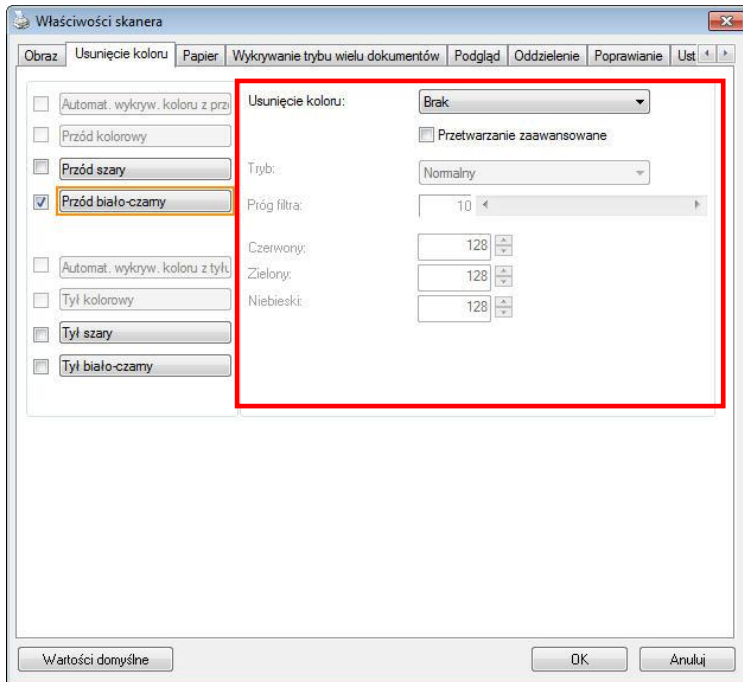 Właściwości skanera
Obraz Usunięcie koloru Papier Wykrywanie trybu wielu dokumentów Podgląd Oddzielenie Poprawianie Ust
Automat. wykryw. koloru z prz
Przód kolorowy
Przód szary
Przód biało-czarny
Automat. wykryw. koloru z tyłu
Tył kolorowy
Tył szary
Tył biało-czarny
Usunięcie koloru: Brak
Przetwarzanie zaawansowane
Tryb: Normalny
Próg filtra: 10
Czerwony: 128
Zielony: 128
Niebieski: 128
Wartości domyślne OK Anuluj